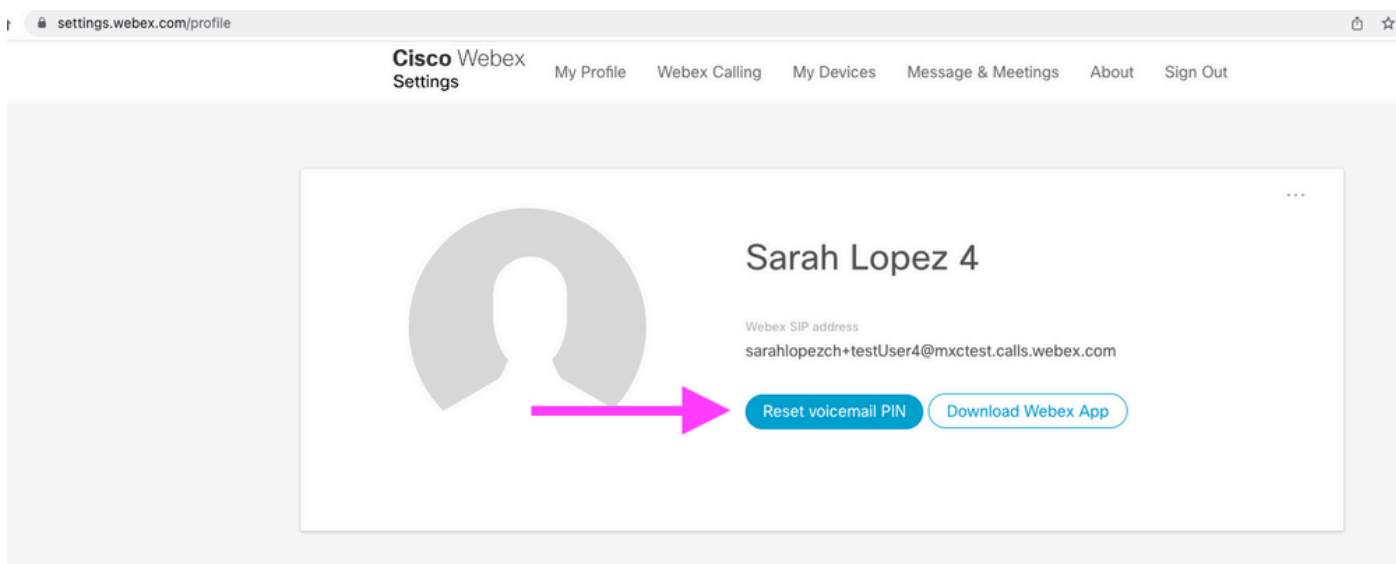 settings.webex.com/profile
Cisco Webex
Settings
My Profile Webex Calling My Devices Message & Meetings About Sign Out
...
Sarah Lopez 4
Webex SIP address
sarahlopezch+testUser4@mxctest.calls.webex.com
Reset voicemail PIN Download Webex App